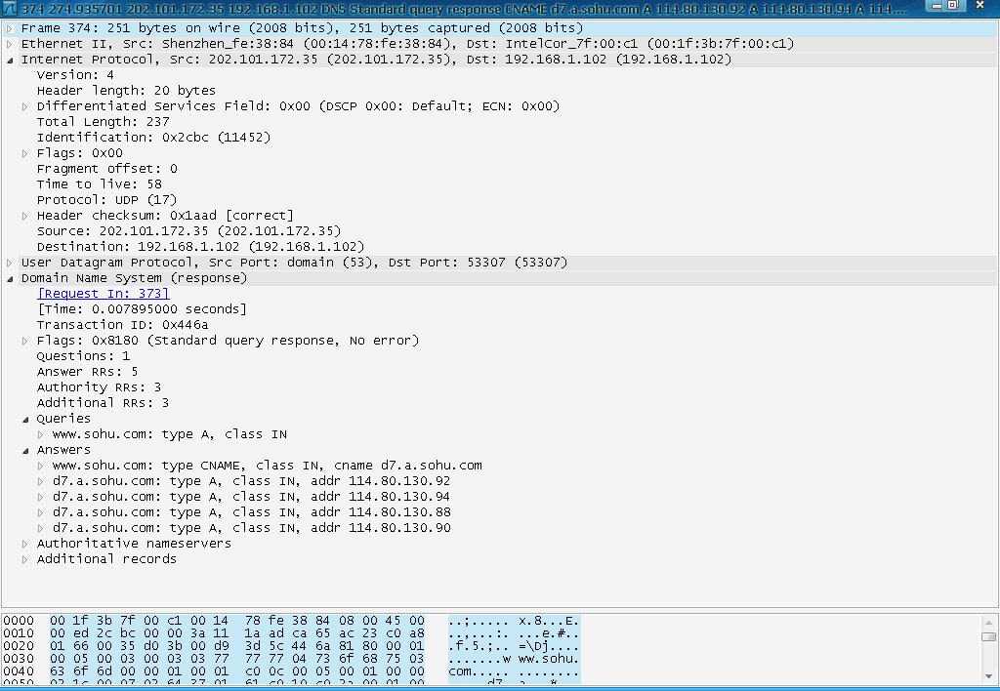 374 274.935701 202.101.172.35 192.168.1.102 DNS Standard query response CNAME d7.a.sohu.com A 114.80.130.92 A 114.80.130.94 A 114....
Frame 374: 251 bytes on wire (2008 bits), 251 bytes captured (2008 bits)
Ethernet II, Src: Shenzhen_fe:38:84 (00:14:78:fe:38:84), Dst: IntelCor_7f:00:c1 (00:1f:3b:7f:00:c1)
Internet Protocol, Src: 202.101.172.35 (202.101.172.35), Dst: 192.168.1.102 (192.168.1.102)
Version: 4
Header length: 20 bytes
Differentiated Services Field: 0x00 (DSCP 0x00: Default; ECN: 0x00)
Total Length: 237
Identification: 0x2cbc (11452)
Flags: 0x00
Fragment offset: 0
Time to live: 58
Protocol: UDP (17)
Header checksum: 0x1aad [correct]
Source: 202.101.172.35 (202.101.172.35)
Destination: 192.168.1.102 (192.168.1.102)
User Datagram Protocol, Src Port: domain (53), Dst Port: 53307 (53307)
Domain Name System (response)
[Request In: 373]
[Time: 0.007895000 seconds]
Transaction ID: 0x446a
Flags: 0x8180 (Standard query response, No error)
Questions: 1
Answer RRs: 5
Authority RRs: 3
Additional RRs: 3
Queries
www.sohu.com: type A, class IN
Answers
www.sohu.com: type CNAME, class IN, cname d7.a.sohu.com
d7.a.sohu.com: type A, class IN, addr 114.80.130.92
d7.a.sohu.com: type A, class IN, addr 114.80.130.94
d7.a.sohu.com: type A, class IN, addr 114.80.130.88
d7.a.sohu.com: type A, class IN, addr 114.80.130.90
Authoritative nameservers
Additional records
0000 00 1f 3b 7f 00 c1 00 14 78 fe 38 84 08 00 45 00 ..;..... x.8...E.
0010 00 ed 2c bc 00 00 3a 11 1a ad ca 65 ac 23 c0 a8 ..,...:. ...e.#..
0020 01 66 00 35 d0 3b 00 d9 3d 5c 44 6a 81 80 00 01 .f.5.;.. =\Dj....
0030 00 05 00 03 00 03 03 77 77 77 04 73 6f 68 75 03 .......w ww.sohu.
0040 63 6f 6d 00 00 01 00 01 c0 0c 00 05 00 01 00 00 com..... ........